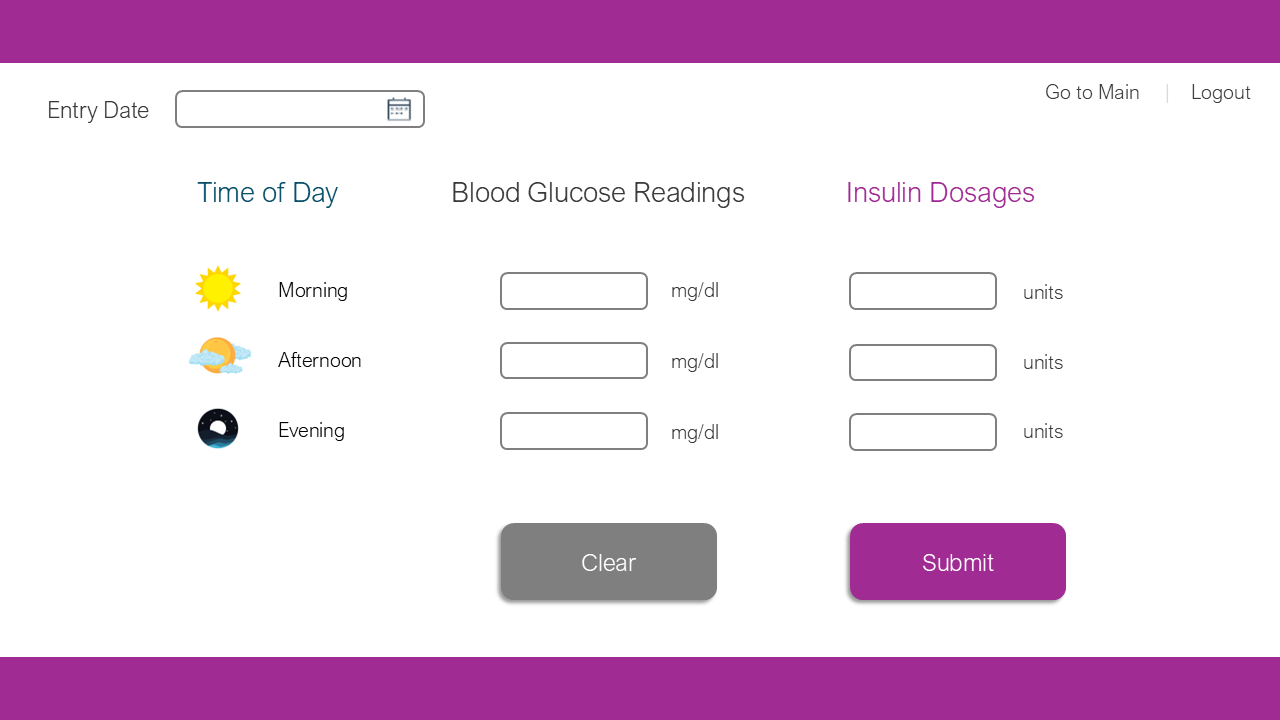 Entry Date
Go to Main | Logout
Time of Day Blood Glucose Readings Insulin Dosages
Morning mg/dl units
Afternoon mg/dl units
Evening mg/dl units
Clear Submit